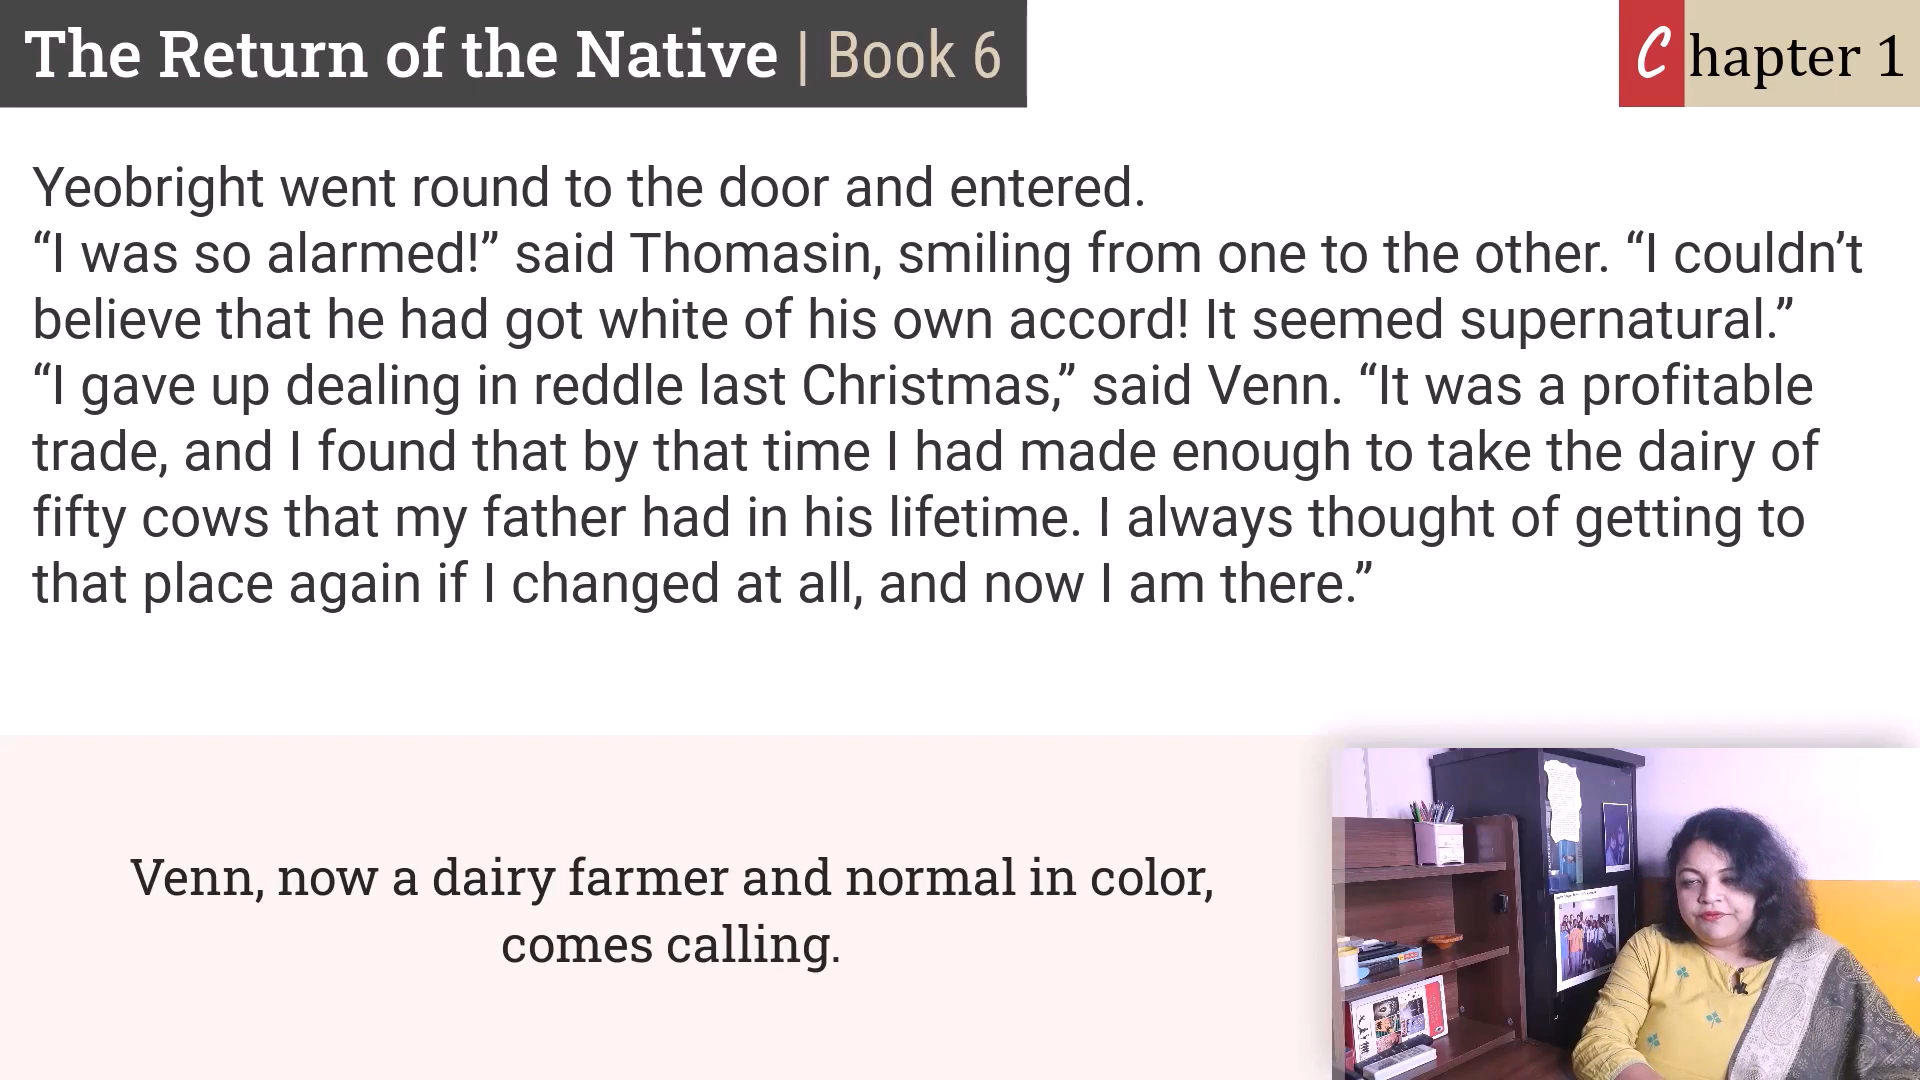 The Return of the Native | Book 6
Chapter 1
Yeobright went round to the door and entered.
“I was so alarmed!” said Thomasin, smiling from one to the other. “I couldn’t
believe that he had got white of his own accord! It seemed supernatural.”
“I gave up dealing in reddle last Christmas,” said Venn. “It was a profitable
trade, and I found that by that time I had made enough to take the dairy of
fifty cows that my father had in his lifetime. I always thought of getting to
that place again if I changed at all, and now I am there.”
Venn, now a dairy farmer and normal in color,
comes calling.